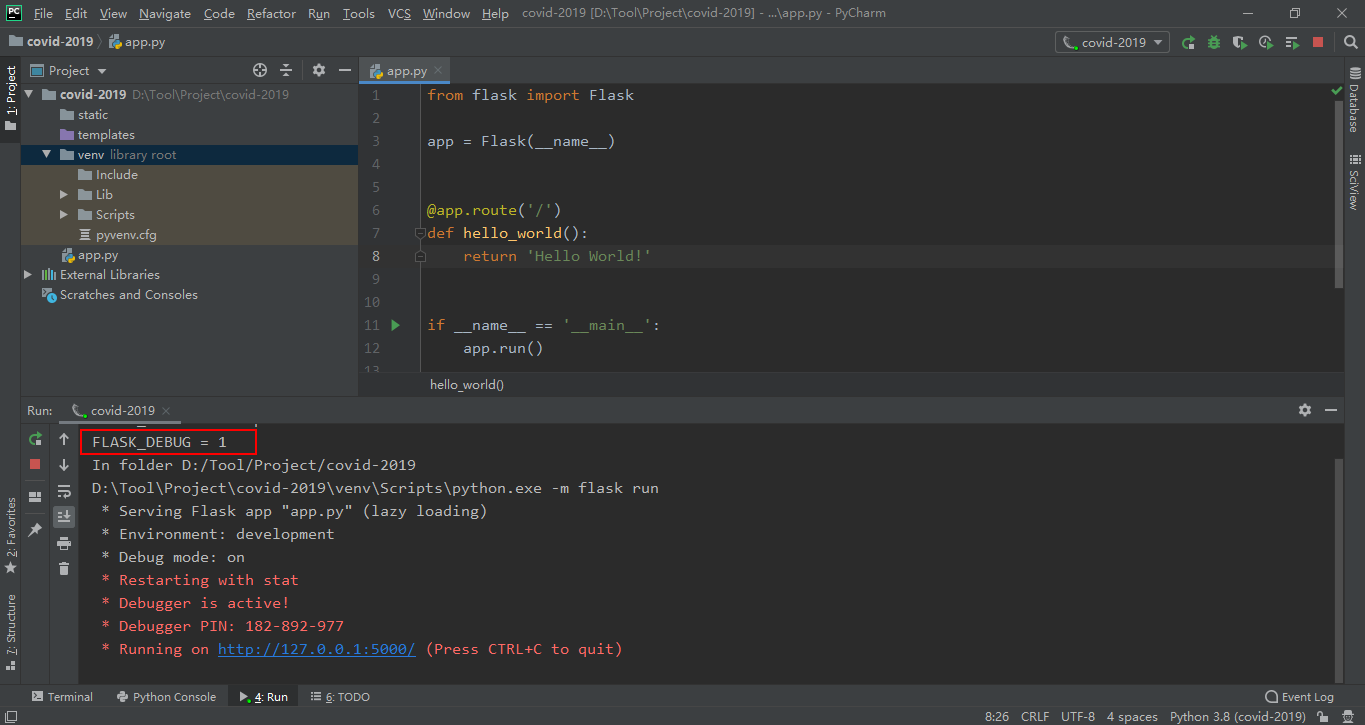 PC File Edit View Navigate Code Refactor Run Tools VCS Window Help covid-2019 [D:\Tool\Project\covid-2019] - ...\app.py - PyCharm
covid-2019 app.py covid-2019
Project app.py
1: Project
covid-2019 D:\Tool\Project\covid-2019
static
templates
venv library root
Include
Lib
Scripts
pyvenv.cfg
app.py
External Libraries
Scratches and Consoles
1 from flask import Flask
2
3 app = Flask(__name__)
4
5
6 @app.route('/')
7 def hello_world():
8 return 'Hello World!'
9
10
11 if __name__ == '__main__':
12 app.run()
13
hello_world()
Database
SciView
Run: covid-2019
FLASK_DEBUG = 1
In folder D:/Tool/Project/covid-2019
D:\Tool\Project\covid-2019\venv\Scripts\python.exe -m flask run
* Serving Flask app "app.py" (lazy loading)
* Environment: development
* Debug mode: on
* Restarting with stat
* Debugger is active!
* Debugger PIN: 182-892-977
* Running on http://127.0.0.1:5000/ (Press CTRL+C to quit)
2: Favorites
7: Structure
Terminal Python Console 4: Run 6: TODO Event Log
8:26 CRLF UTF-8 4 spaces Python 3.8 (covid-2019)